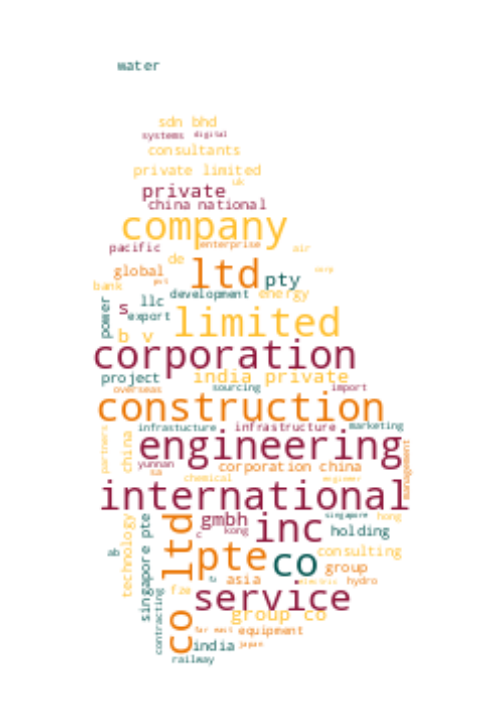 water
sdn bhd
systems digital
consultants
private limited
uk
private
china national
company
pacific enterprise air
de
global ltd pty corp
bank pvt
development energy
llc
s export
power
limited
b v
corporation
project india private
overseas sourcing import
construction
infrastucture infrastructure marketing
partners china engineering management
yunnan corporation china
sa
chemical engineer
international
technology singapore pte co ltd gmbh inc singapore hong
kong holding
c
ab pte co consulting
group
fze asia electric hydro
contracting service
group co
far east equipment
india japan
railway